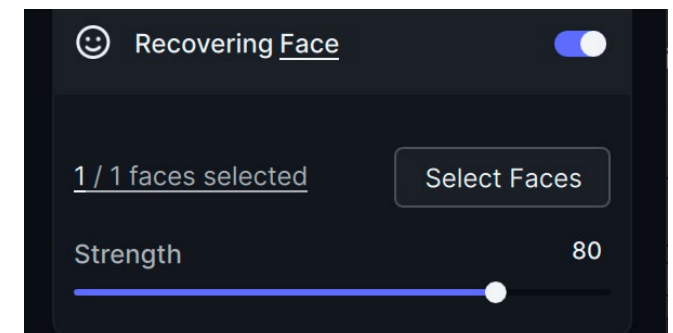 Recovering Face
1 / 1 faces selected
Select Faces
Strength
80